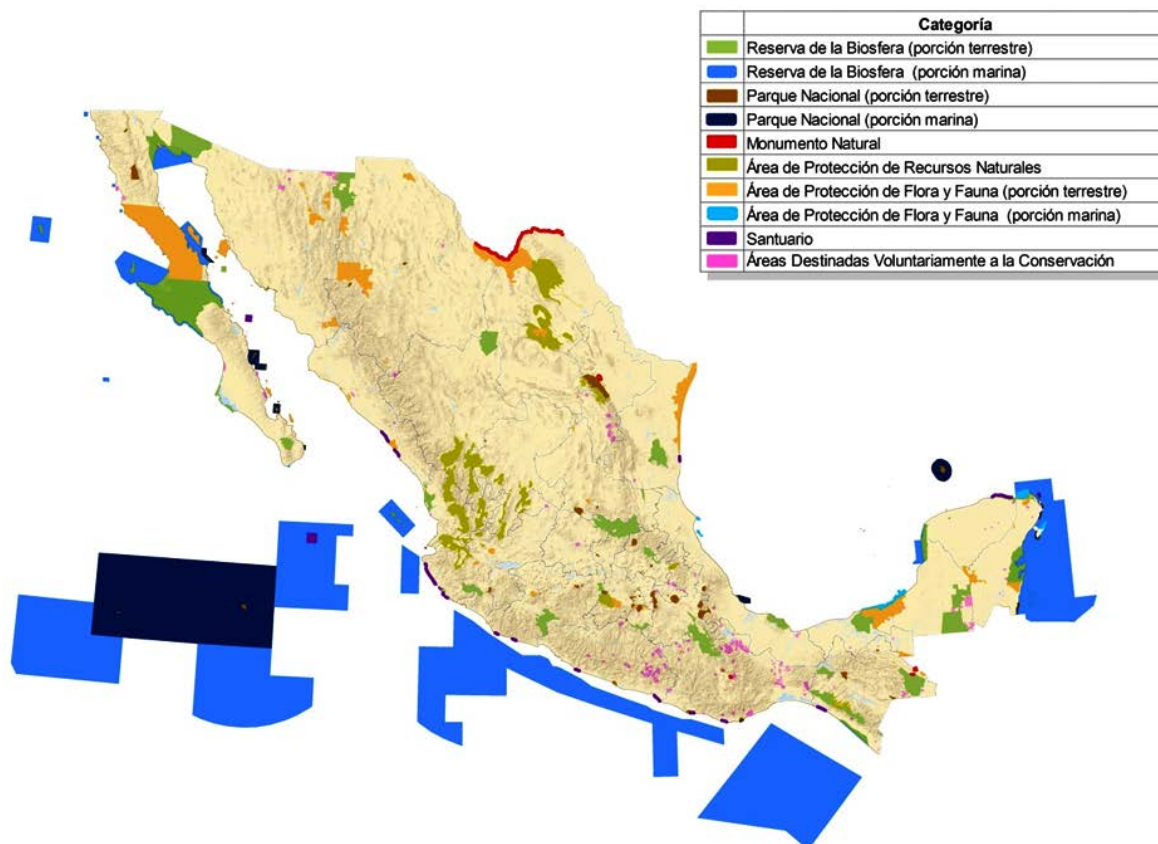 Categoría
Reserva de la Biosfera (porción terrestre)
Reserva de la Biosfera (porción marina)
Parque Nacional (porción terrestre)
Parque Nacional (porción marina)
Monumento Natural
Área de Protección de Recursos Naturales
Área de Protección de Flora y Fauna (porción terrestre)
Área de Protección de Flora y Fauna (porción marina)
Santuario
Áreas Destinadas Voluntariamente a la Conservación